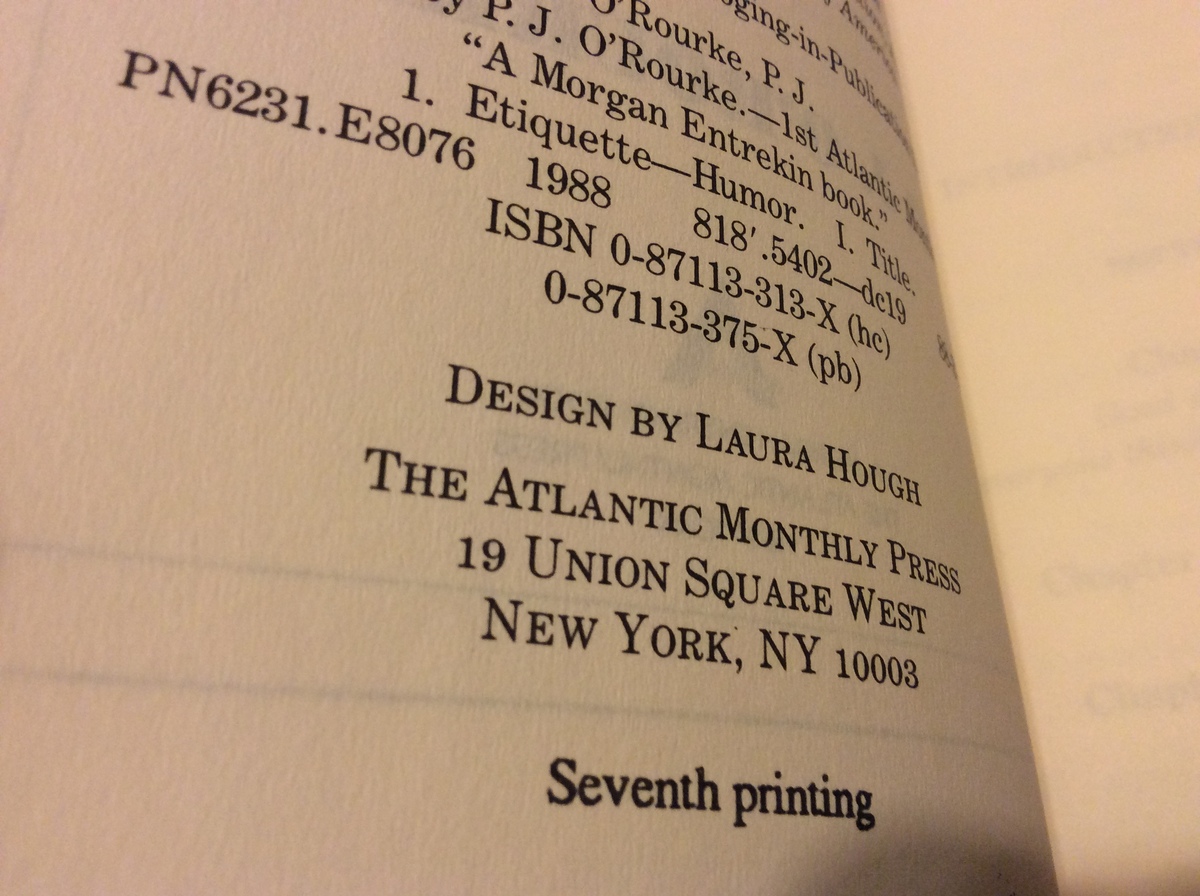 O'Rourke, P. J.
P. J. O'Rourke.—1st Atlantic
"A Morgan Entrekin book."
1. Etiquette—Humor. I. Title.
PN6231.E8076 1988 818'.5402—dc19
ISBN 0-87113-313-X (hc)
0-87113-375-X (pb)
DESIGN BY LAURA HOUGH
THE ATLANTIC MONTHLY PRESS
19 UNION SQUARE WEST
NEW YORK, NY 10003
Seventh printing